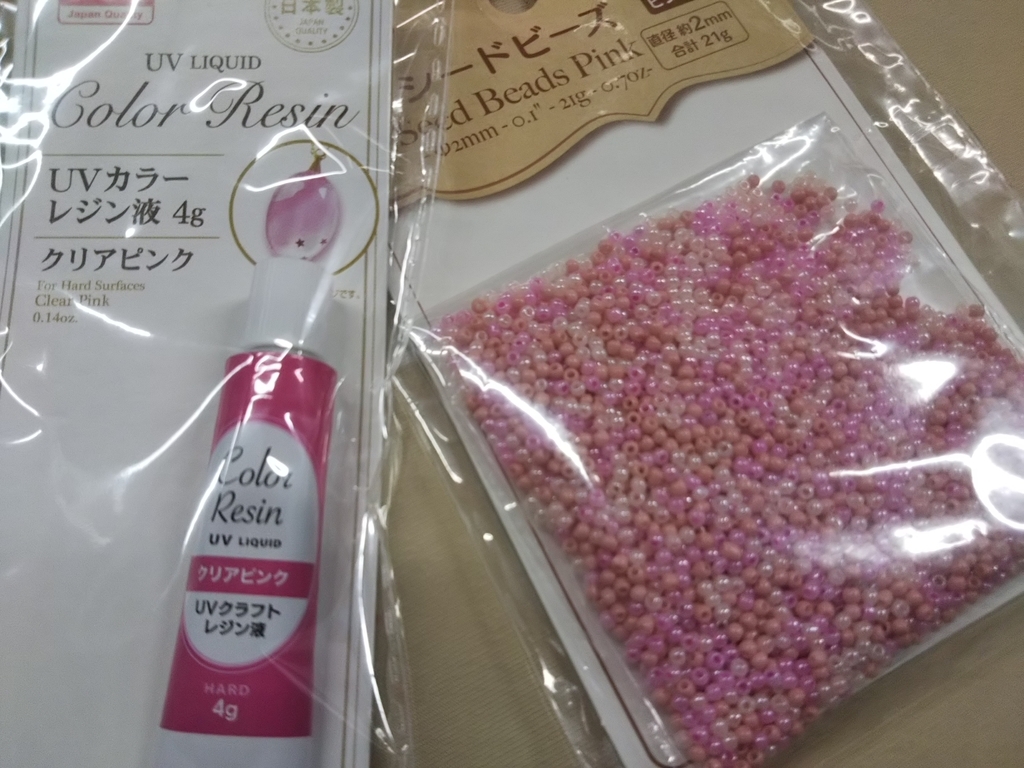 Japan Quality
日本製
JAPAN
QUALITY
UV LIQUID
Color Resin
UVカラー
レジン液 4g
クリアピンク
For Hard Surfaces
Clear Pink
0.14oz.
Color
Resin
UV LIQUID
クリアピンク
UVクラフト
レジン液
HARD
4g
シードビーズ
Seed Beads Pink
2mm - 0.1" - 21g - 0.7oz-
直径 約2mm
合計 21g